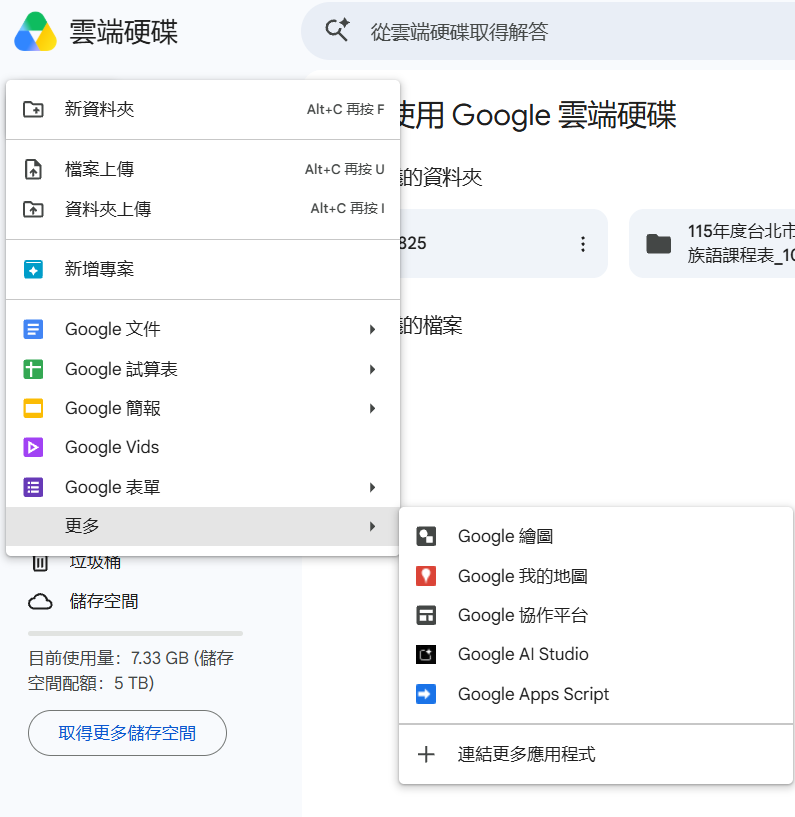 雲端硬碟
從雲端硬碟取得解答
新資料夾 Alt+C 再按 F
檔案上傳 Alt+C 再按 U
資料夾上傳 Alt+C 再按 I
新增專案
Google 文件
Google 試算表
Google 簡報
Google Vids
Google 表單
更多
使用 Google 雲端硬碟
的資料夾
825
115年度台北市
族語課程表_10
的檔案
Google 繪圖
Google 我的地圖
Google 協作平台
Google AI Studio
Google Apps Script
連結更多應用程式
垃圾桶
儲存空間
目前使用量：7.33 GB (儲存
空間配額：5 TB)
取得更多儲存空間